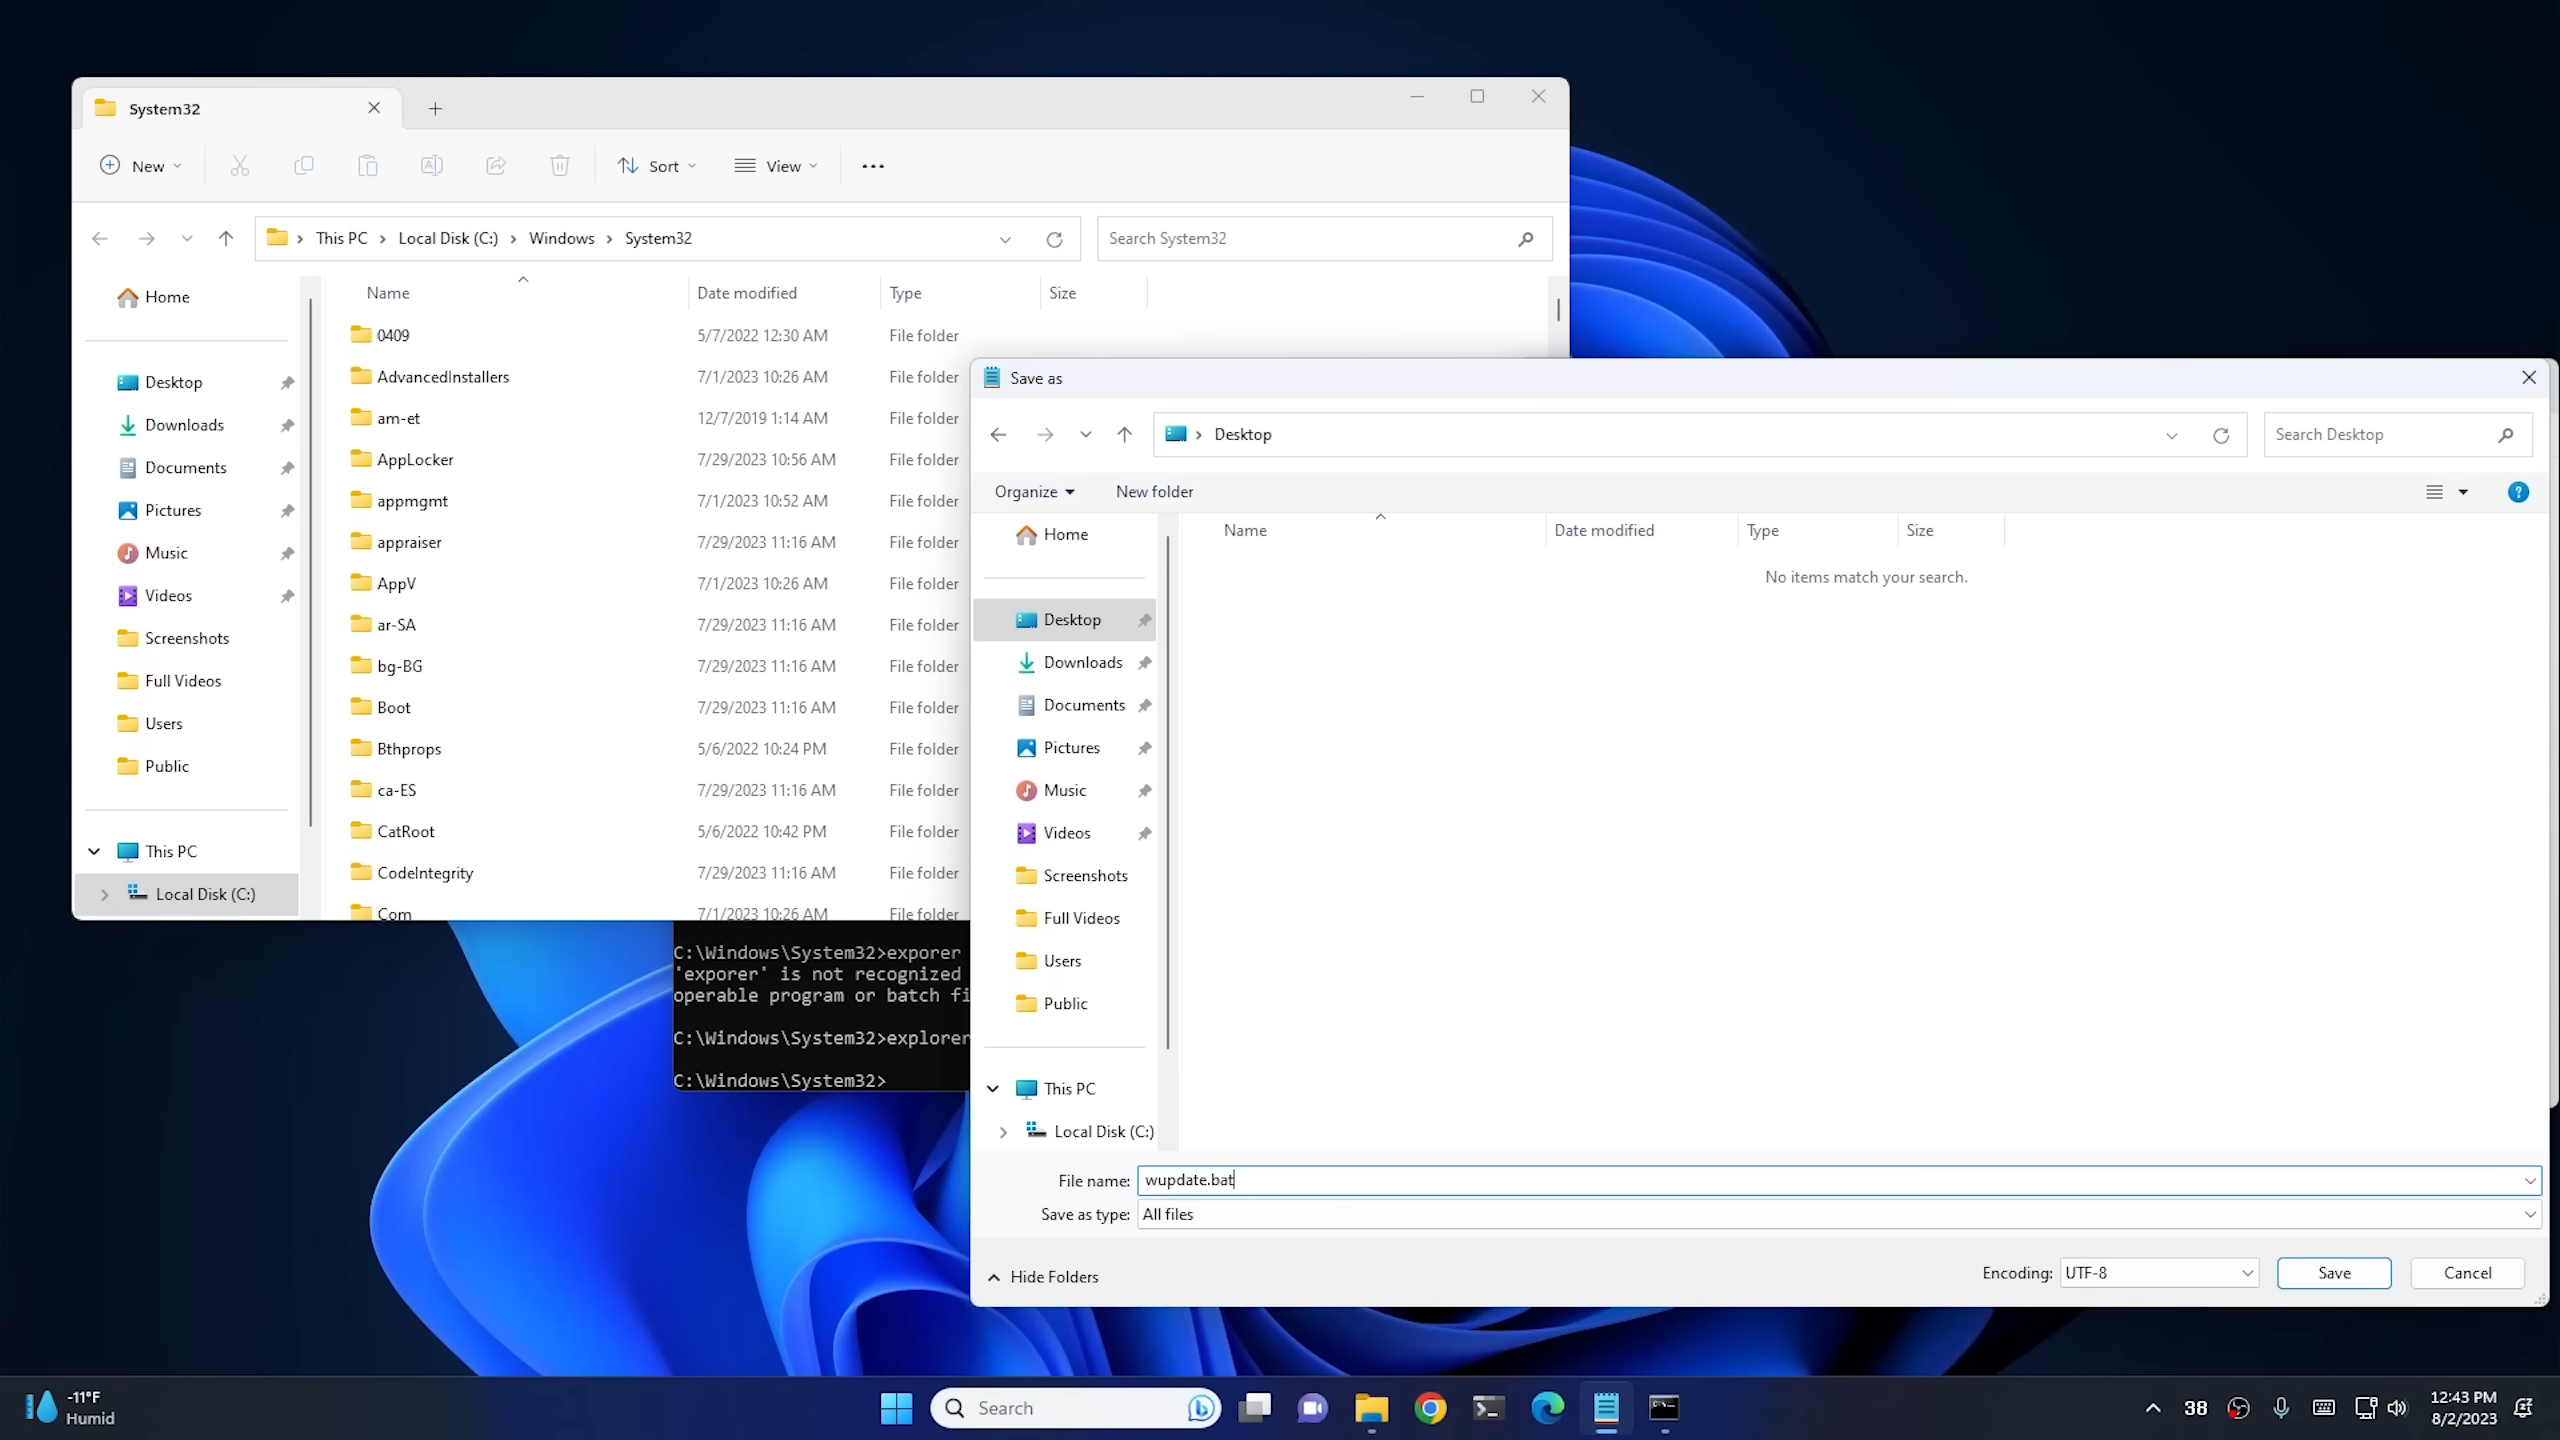 System32
New
Sort
View
This PC
Local Disk (C:)
Windows
System32
Search System32
Home
Desktop
Downloads
Documents
Pictures
Music
Videos
Screenshots
Full Videos
Users
Public
This PC
Local Disk (C:)
Name Date modified Type Size
0409 5/7/2022 12:30 AM File folder
AdvancedInstallers 7/1/2023 10:26 AM File folder
am-et 12/7/2019 1:14 AM File folder
AppLocker 7/29/2023 10:56 AM File folder
appmgmt 7/1/2023 10:52 AM File folder
appraiser 7/29/2023 11:16 AM File folder
AppV 7/1/2023 10:26 AM File folder
ar-SA 7/29/2023 11:16 AM File folder
bg-BG 7/29/2023 11:16 AM File folder
Boot 7/29/2023 11:16 AM File folder
Bthprops 5/6/2022 10:24 PM File folder
ca-ES 7/29/2023 11:16 AM File folder
CatRoot 5/6/2022 10:42 PM File folder
CodeIntegrity 7/29/2023 11:16 AM File folder
Com 7/1/2023 10:26 AM File folder
C:\Windows\System32>exporer
'exporer' is not recognized
operable program or batch fi
C:\Windows\System32>explorer
C:\Windows\System32>
Save as
Desktop
Search Desktop
Organize
New folder
Home
Desktop
Downloads
Documents
Pictures
Music
Videos
Screenshots
Full Videos
Users
Public
This PC
Local Disk (C:)
Name Date modified Type Size
No items match your search.
File name: wupdate.bat
Save as type: All files
Hide Folders
Encoding: UTF-8
Save
Cancel
-11°F
Humid
Search
38
12:43 PM
8/2/2023